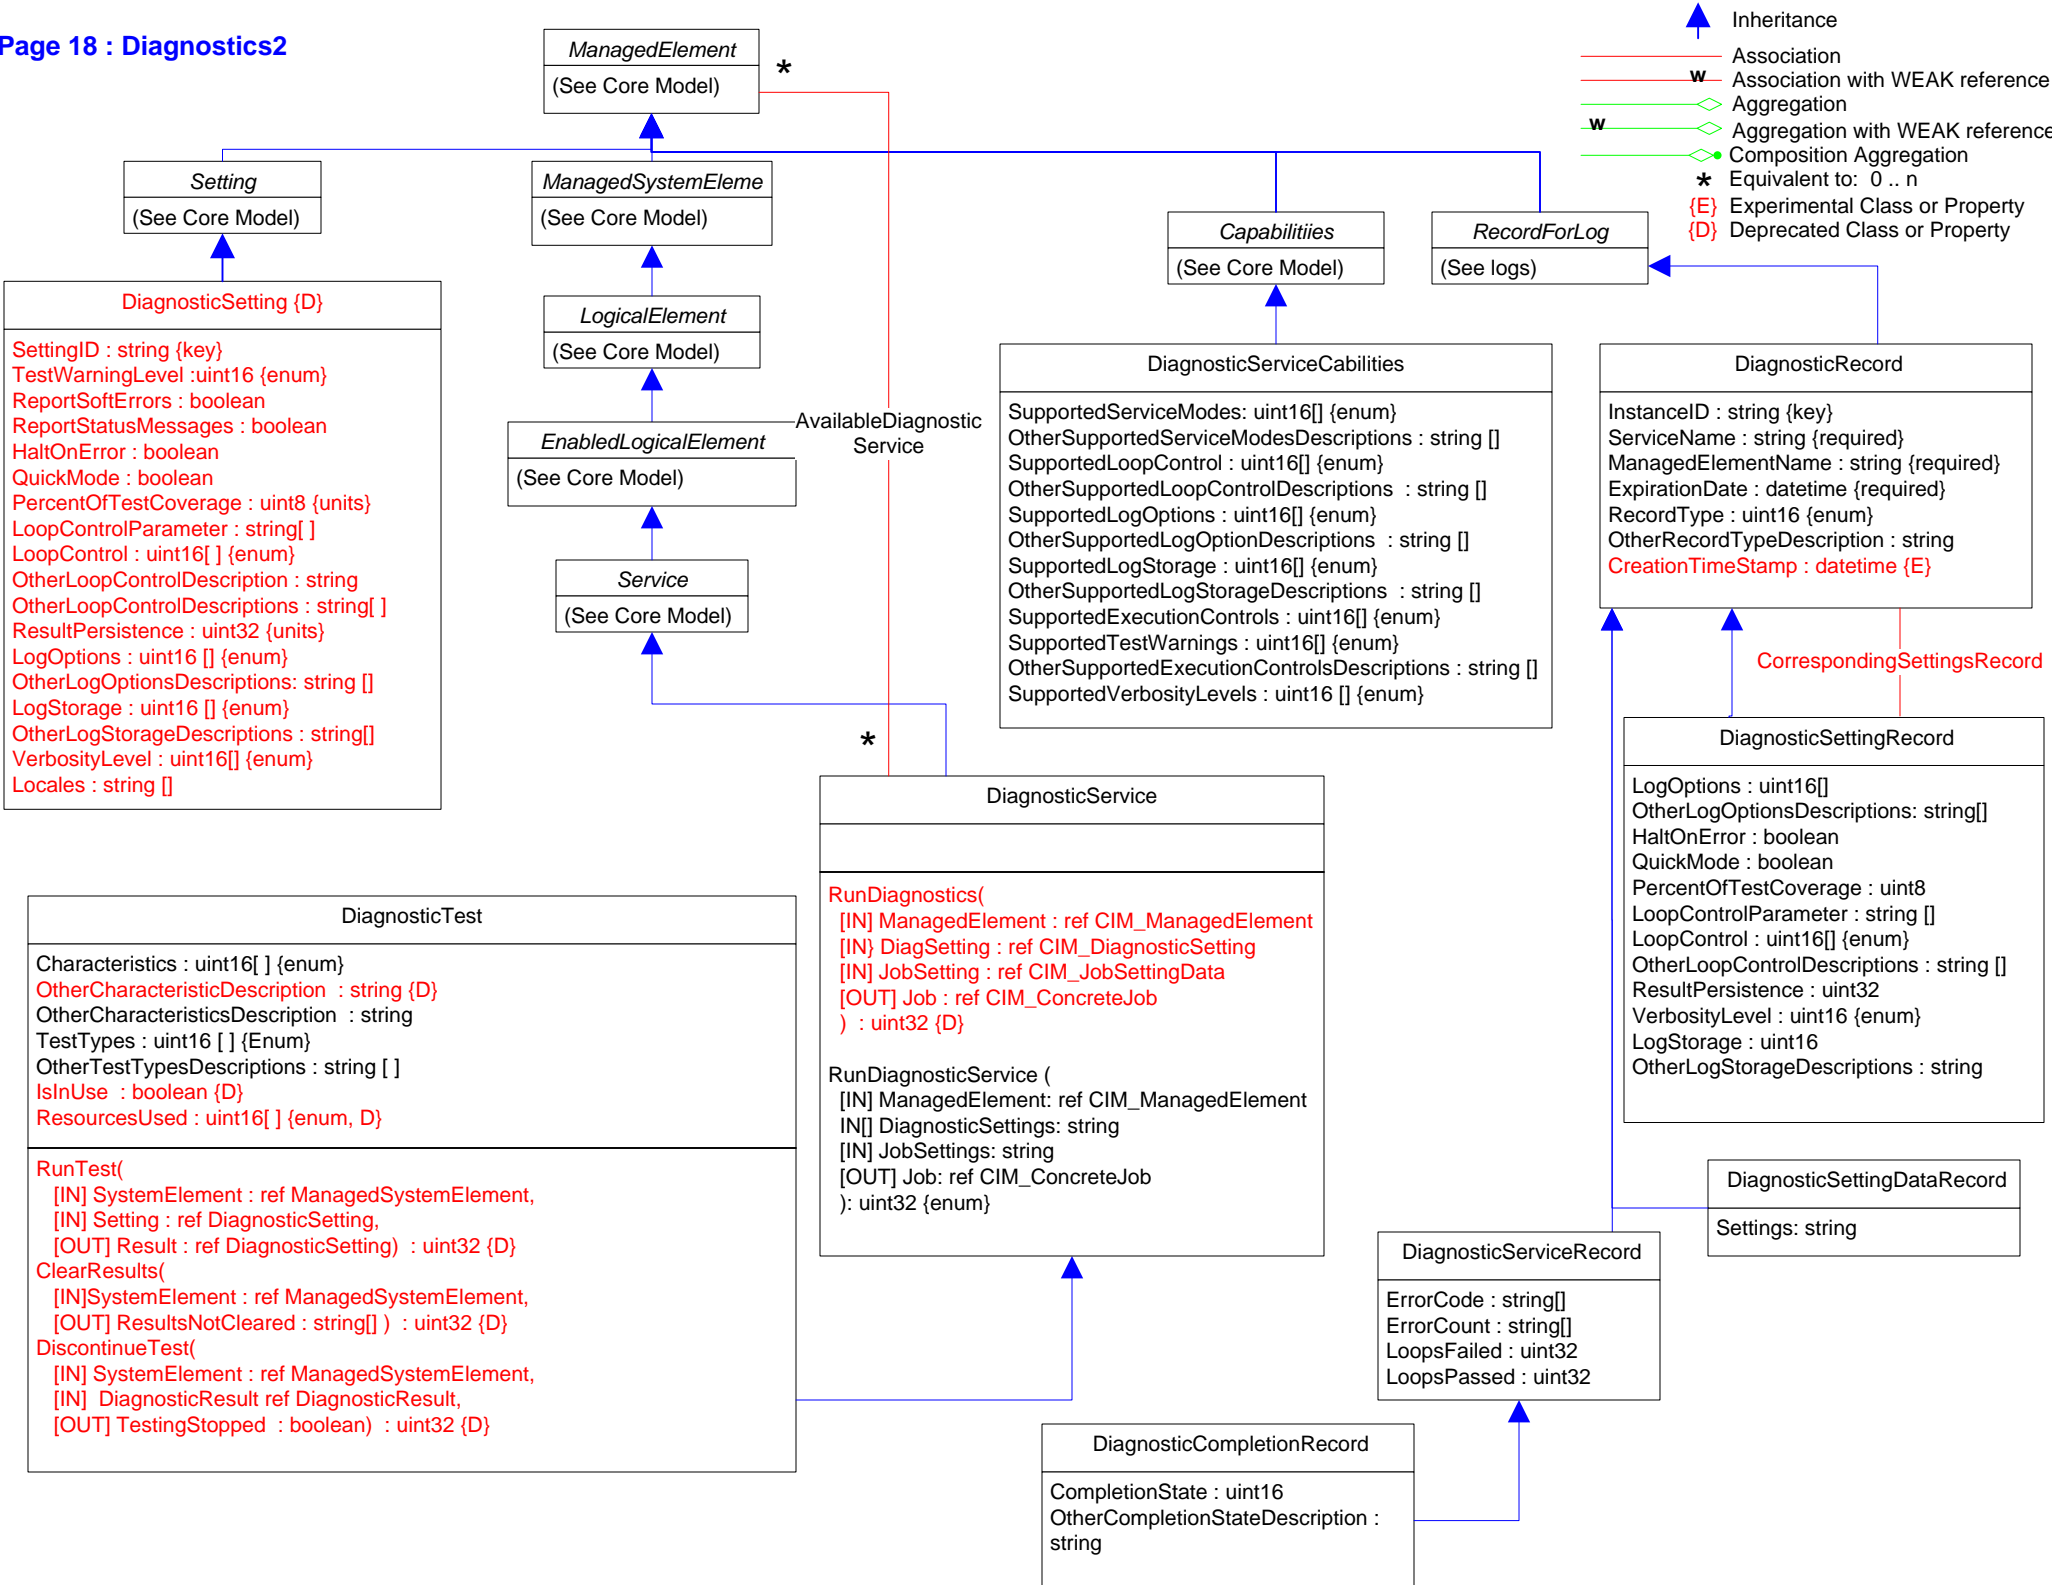 Page 18 : Diagnostics2
Inheritance
Association
w
Association with WEAK reference
Aggregation
w
Aggregation with WEAK reference
Composition Aggregation
* Equivalent to: 0 .. n
{E} Experimental Class or Property
{D} Deprecated Class or Property
ManagedElement
(See Core Model)
*
Setting
(See Core Model)
ManagedSystemEleme
(See Core Model)
Capabilitiies
(See Core Model)
RecordForLog
(See logs)
DiagnosticSetting {D}
SettingID : string {key}
TestWarningLevel :uint16 {enum}
ReportSoftErrors : boolean
ReportStatusMessages : boolean
HaltOnError : boolean
QuickMode : boolean
PercentOfTestCoverage : uint8 {units}
LoopControlParameter : string[ ]
LoopControl : uint16[ ] {enum}
OtherLoopControlDescription : string
OtherLoopControlDescriptions : string[ ]
ResultPersistence : uint32 {units}
LogOptions : uint16 [] {enum}
OtherLogOptionsDescriptions: string []
LogStorage : uint16 [] {enum}
OtherLogStorageDescriptions : string[]
VerbosityLevel : uint16[] {enum}
Locales : string []
LogicalElement
(See Core Model)
EnabledLogicalElement
(See Core Model)
AvailableDiagnostic
Service
Service
(See Core Model)
DiagnosticServiceCabilities
SupportedServiceModes: uint16[] {enum}
OtherSupportedServiceModesDescriptions : string []
SupportedLoopControl : uint16[] {enum}
OtherSupportedLoopControlDescriptions : string []
SupportedLogOptions : uint16[] {enum}
OtherSupportedLogOptionDescriptions : string []
SupportedLogStorage : uint16[] {enum}
OtherSupportedLogStorageDescriptions : string []
SupportedExecutionControls : uint16[] {enum}
SupportedTestWarnings : uint16[] {enum}
OtherSupportedExecutionControlsDescriptions : string []
SupportedVerbosityLevels : uint16 [] {enum}
DiagnosticRecord
InstanceID : string {key}
ServiceName : string {required}
ManagedElementName : string {required}
ExpirationDate : datetime {required}
RecordType : uint16 {enum}
OtherRecordTypeDescription : string
CreationTimeStamp : datetime {E}
CorrespondingSettingsRecord
DiagnosticSettingRecord
LogOptions : uint16[]
OtherLogOptionsDescriptions: string[]
HaltOnError : boolean
QuickMode : boolean
PercentOfTestCoverage : uint8
LoopControlParameter : string []
LoopControl : uint16[] {enum}
OtherLoopControlDescriptions : string []
ResultPersistence : uint32
VerbosityLevel : uint16 {enum}
LogStorage : uint16
OtherLogStorageDescriptions : string
*
DiagnosticService
RunDiagnostics(
[IN] ManagedElement : ref CIM_ManagedElement
[IN} DiagSetting : ref CIM_DiagnosticSetting
[IN] JobSetting : ref CIM_JobSettingData
[OUT] Job : ref CIM_ConcreteJob
) : uint32 {D}
RunDiagnosticService (
[IN] ManagedElement: ref CIM_ManagedElement
IN[] DiagnosticSettings: string
[IN] JobSettings: string
[OUT] Job: ref CIM_ConcreteJob
): uint32 {enum}
DiagnosticTest
Characteristics : uint16[ ] {enum}
OtherCharacteristicDescription : string {D}
OtherCharacteristicsDescription : string
TestTypes : uint16 [ ] {Enum}
OtherTestTypesDescriptions : string [ ]
IsInUse : boolean {D}
ResourcesUsed : uint16[ ] {enum, D}
RunTest(
[IN] SystemElement : ref ManagedSystemElement,
[IN] Setting : ref DiagnosticSetting,
[OUT] Result : ref DiagnosticSetting) : uint32 {D}
ClearResults(
[IN]SystemElement : ref ManagedSystemElement,
[OUT] ResultsNotCleared : string[] ) : uint32 {D}
DiscontinueTest(
[IN] SystemElement : ref ManagedSystemElement,
[IN] DiagnosticResult ref DiagnosticResult,
[OUT] TestingStopped : boolean) : uint32 {D}
DiagnosticSettingDataRecord
Settings: string
DiagnosticServiceRecord
ErrorCode : string[]
ErrorCount : string[]
LoopsFailed : uint32
LoopsPassed : uint32
DiagnosticCompletionRecord
CompletionState : uint16
OtherCompletionStateDescription :
string